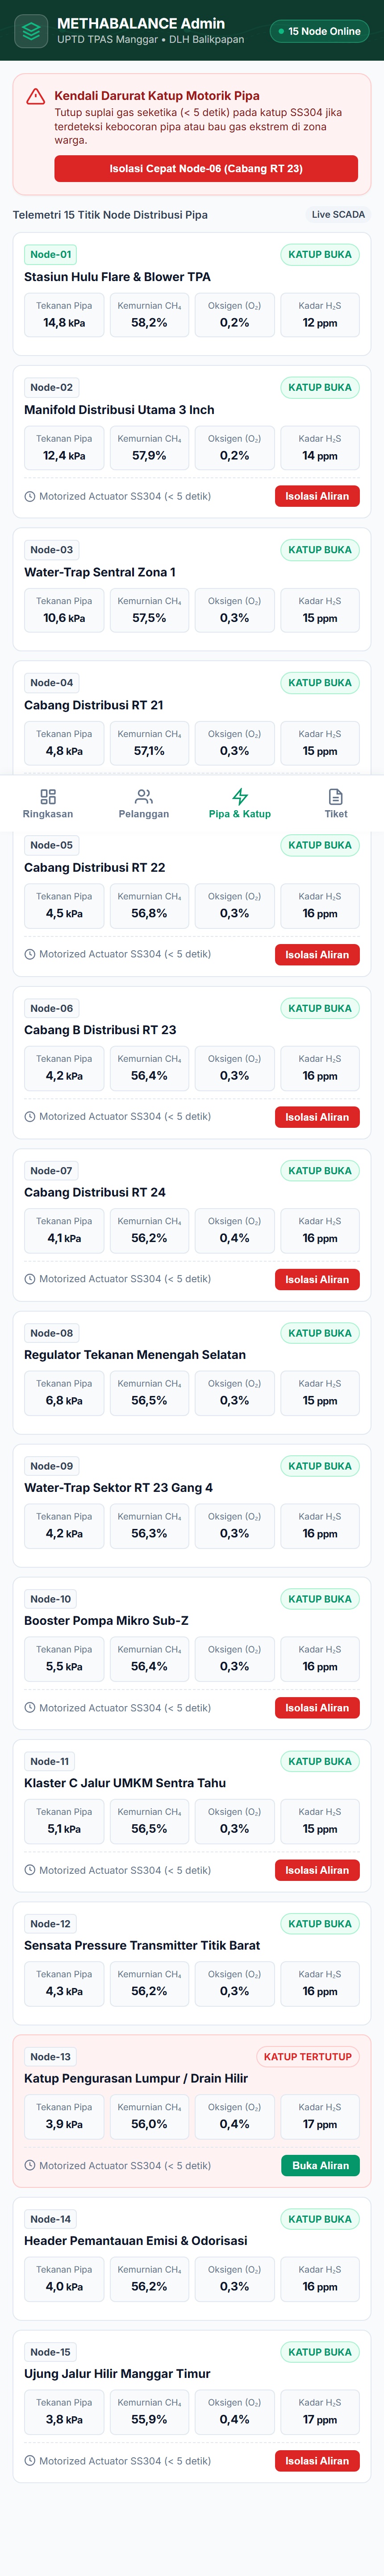 METHABALANCE Admin
UPTD TPAS Manggar • DLH Balikpapan
15 Node Online
Kendali Darurat Katup Motorik Pipa
Tutup suplai gas seketika (< 5 detik) pada katup SS304 jika
terdeteksi kebocoran pipa atau bau gas ekstrem di zona
warga.
Isolasi Cepat Node-06 (Cabang RT 23)
Telemetri 15 Titik Node Distribusi Pipa
Live SCADA
Node-01
KATUP BUKA
Stasiun Hulu Flare & Blower TPA
Tekanan Pipa Kemurnian CH₄ Oksigen (O₂) Kadar H₂S
14,8 kPa 58,2% 0,2% 12 ppm
Node-02
KATUP BUKA
Manifold Distribusi Utama 3 Inch
Tekanan Pipa Kemurnian CH₄ Oksigen (O₂) Kadar H₂S
12,4 kPa 57,9% 0,2% 14 ppm
Motorized Actuator SS304 (< 5 detik)
Isolasi Aliran
Node-03
KATUP BUKA
Water-Trap Sentral Zona 1
Tekanan Pipa Kemurnian CH₄ Oksigen (O₂) Kadar H₂S
10,6 kPa 57,5% 0,3% 15 ppm
Node-04
KATUP BUKA
Cabang Distribusi RT 21
Tekanan Pipa Kemurnian CH₄ Oksigen (O₂) Kadar H₂S
4,8 kPa 57,1% 0,3% 15 ppm
Ringkasan Pelanggan Pipa & Katup Tiket
Node-05
KATUP BUKA
Cabang Distribusi RT 22
Tekanan Pipa Kemurnian CH₄ Oksigen (O₂) Kadar H₂S
4,5 kPa 56,8% 0,3% 16 ppm
Motorized Actuator SS304 (< 5 detik)
Isolasi Aliran
Node-06
KATUP BUKA
Cabang B Distribusi RT 23
Tekanan Pipa Kemurnian CH₄ Oksigen (O₂) Kadar H₂S
4,2 kPa 56,4% 0,3% 16 ppm
Motorized Actuator SS304 (< 5 detik)
Isolasi Aliran
Node-07
KATUP BUKA
Cabang Distribusi RT 24
Tekanan Pipa Kemurnian CH₄ Oksigen (O₂) Kadar H₂S
4,1 kPa 56,2% 0,4% 16 ppm
Motorized Actuator SS304 (< 5 detik)
Isolasi Aliran
Node-08
KATUP BUKA
Regulator Tekanan Menengah Selatan
Tekanan Pipa Kemurnian CH₄ Oksigen (O₂) Kadar H₂S
6,8 kPa 56,5% 0,3% 15 ppm
Node-09
KATUP BUKA
Water-Trap Sektor RT 23 Gang 4
Tekanan Pipa Kemurnian CH₄ Oksigen (O₂) Kadar H₂S
4,2 kPa 56,3% 0,3% 16 ppm
Node-10
KATUP BUKA
Booster Pompa Mikro Sub-Z
Tekanan Pipa Kemurnian CH₄ Oksigen (O₂) Kadar H₂S
5,5 kPa 56,4% 0,3% 16 ppm
Motorized Actuator SS304 (< 5 detik)
Isolasi Aliran
Node-11
KATUP BUKA
Klaster C Jalur UMKM Sentra Tahu
Tekanan Pipa Kemurnian CH₄ Oksigen (O₂) Kadar H₂S
5,1 kPa 56,5% 0,3% 15 ppm
Motorized Actuator SS304 (< 5 detik)
Isolasi Aliran
Node-12
KATUP BUKA
Sensata Pressure Transmitter Titik Barat
Tekanan Pipa Kemurnian CH₄ Oksigen (O₂) Kadar H₂S
4,3 kPa 56,2% 0,3% 16 ppm
Node-13
KATUP TERTUTUP
Katup Pengurasan Lumpur / Drain Hilir
Tekanan Pipa Kemurnian CH₄ Oksigen (O₂) Kadar H₂S
3,9 kPa 56,0% 0,4% 17 ppm
Motorized Actuator SS304 (< 5 detik)
Buka Aliran
Node-14
KATUP BUKA
Header Pemantauan Emisi & Odorisasi
Tekanan Pipa Kemurnian CH₄ Oksigen (O₂) Kadar H₂S
4,0 kPa 56,2% 0,3% 16 ppm
Node-15
KATUP BUKA
Ujung Jalur Hilir Manggar Timur
Tekanan Pipa Kemurnian CH₄ Oksigen (O₂) Kadar H₂S
3,8 kPa 55,9% 0,4% 17 ppm
Motorized Actuator SS304 (< 5 detik)
Isolasi Aliran